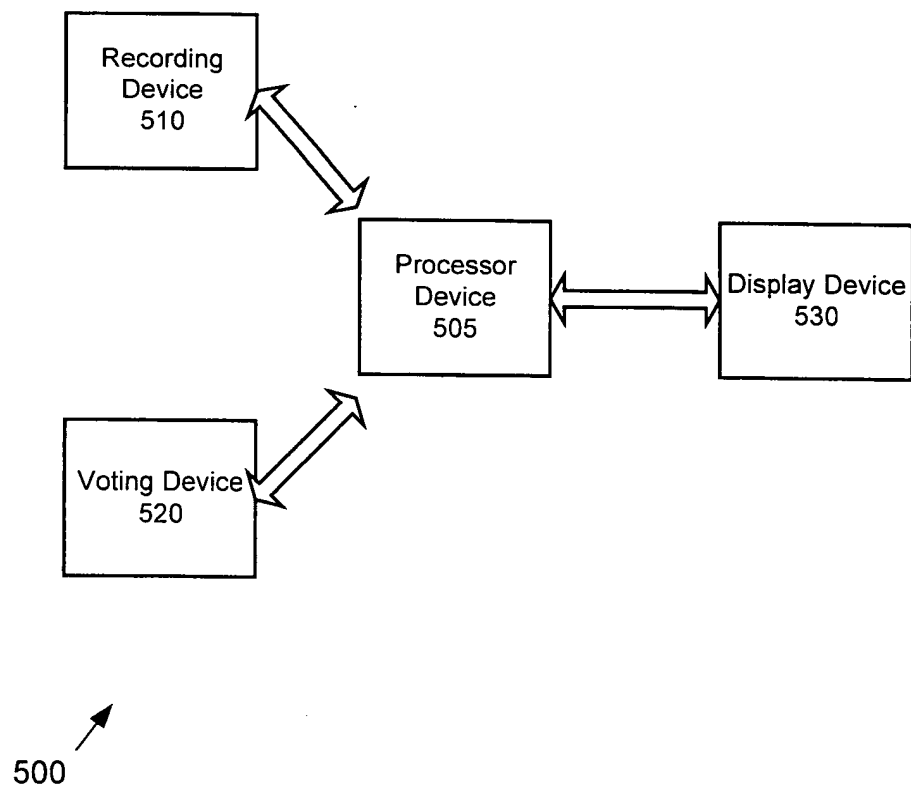 Recording
Device
510
Processor
Device
505
Display Device
530
Voting Device
520
500